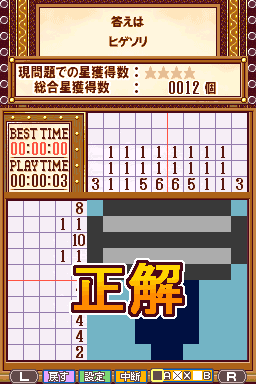 答えは
ヒゲソリ
現問題での星獲得数：★★★★
総合星獲得数：0012 個
BEST TIME
00:00:00
PLAY TIME
00:00:03
1 1 1 1 1 1 1 1
1 1 1 1 1 1 1 1
3 1 1 5 6 6 5 1 1 3
8
1 1
10
1 1
正解
4
4
2
L 戻す 設定 中断 A × × B R